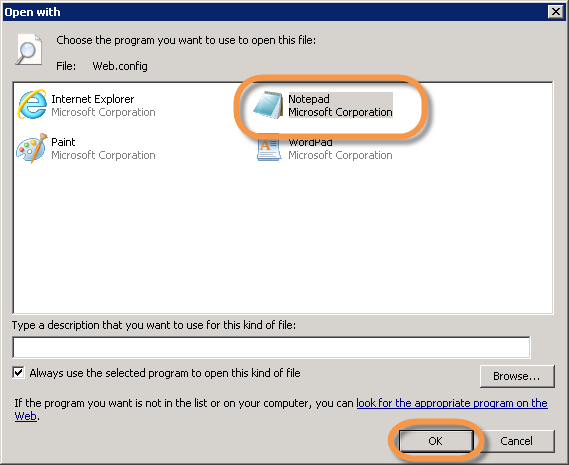 Open with
Choose the program you want to use to open this file:
File: Web.config
Internet Explorer
Microsoft Corporation
Notepad
Microsoft Corporation
Paint
Microsoft Corporation
WordPad
Microsoft Corporation
Type a description that you want to use for this kind of file:
Always use the selected program to open this kind of file
Browse...
If the program you want is not in the list or on your computer, you can look for the appropriate program on the
Web.
OK
Cancel